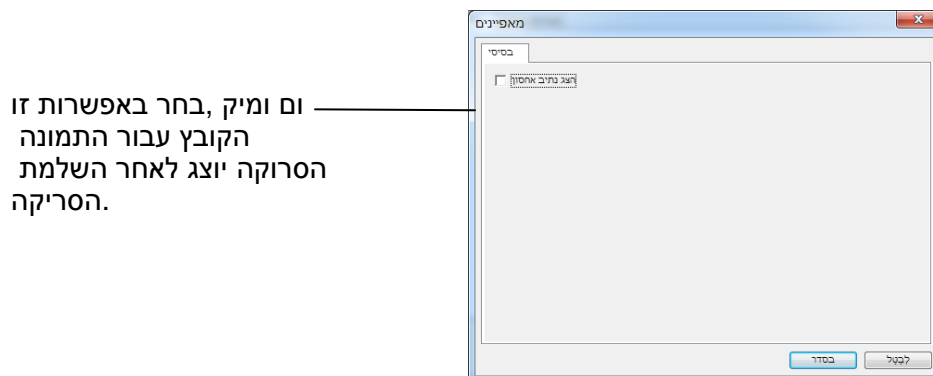 מאפיינים
בסיסי
הצג נתיב אחסון
ום ומיק ,בחר באפשרות זו
הקובץ עבור התמונה
הסרוקה יוצג לאחר השלמת
.הסריקה
לְבַטֵל
בסדר